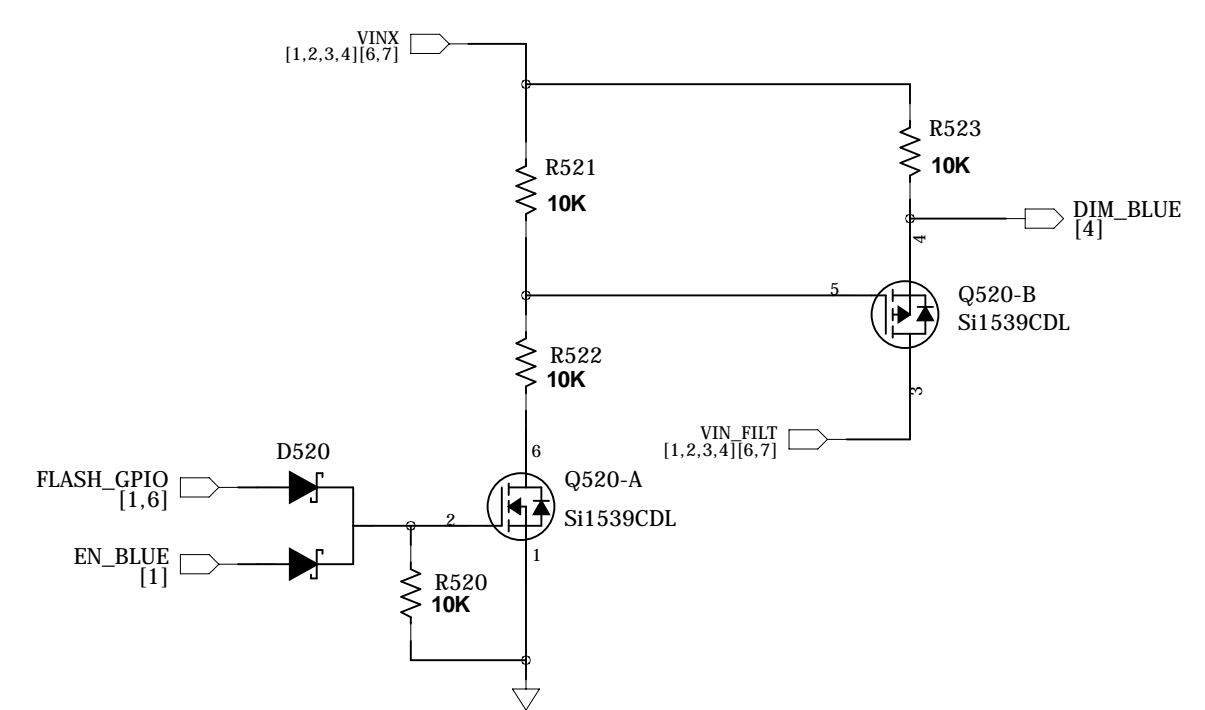 VINX
[1,2,3,4][6,7]
R523
10K
R521
10K
DIM_BLUE
[4]
4
5
Q520-B
Si1539CDL
R522
10K
3
VIN_FILT
[1,2,3,4][6,7]
D520
6
FLASH_GPIO
[1,6]
Q520-A
Si1539CDL
2
EN_BLUE
[1]
1
R520
10K